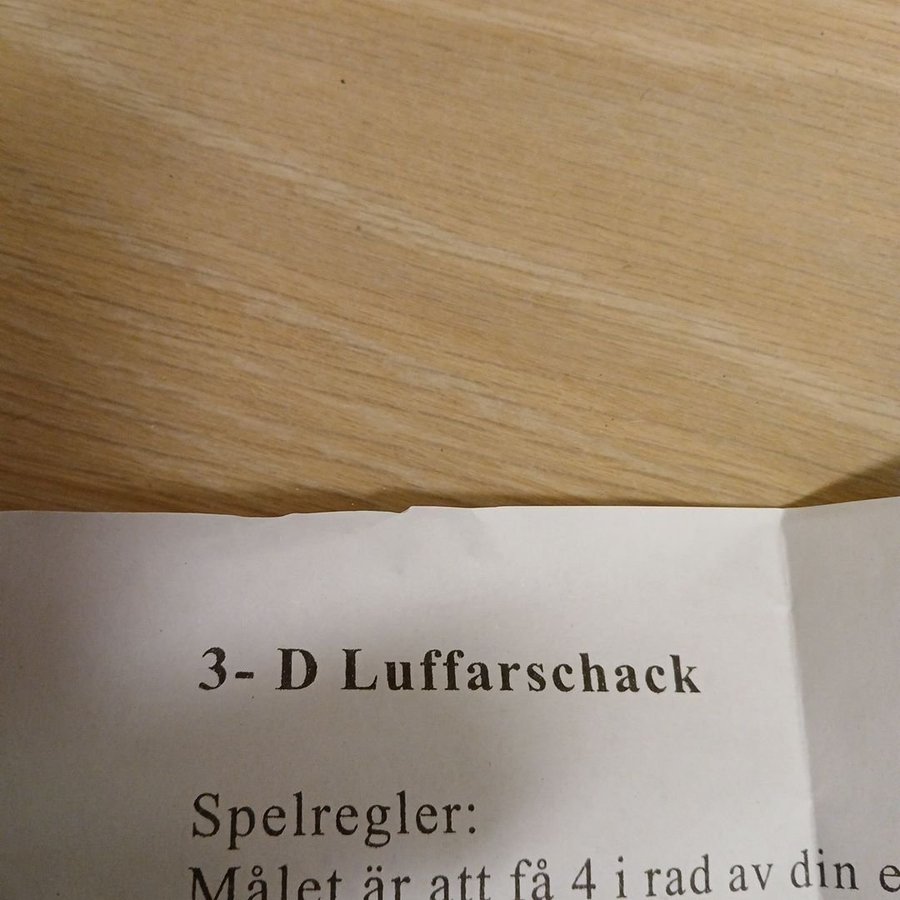 3- D Luffarschack
Spelregler:
Målet är att få 4 i rad av din